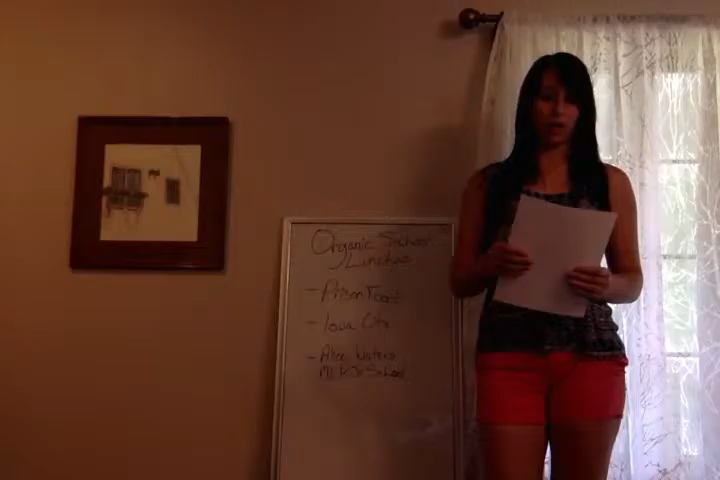 Organic School
Lunches
- Prison Food
- Iowa City
- Alice Waters
MLK Jr School